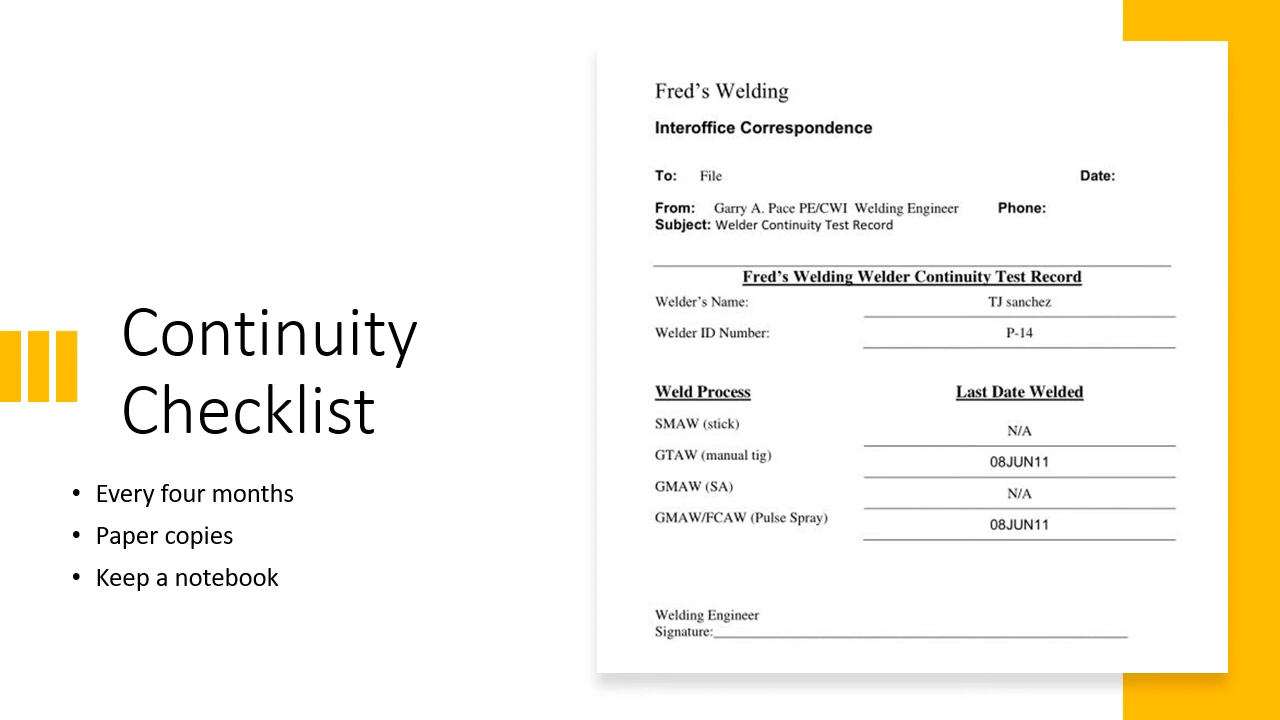 Continuity
Checklist
• Every four months
• Paper copies
• Keep a notebook
Fred's Welding
Interoffice Correspondence
To: File Date:
From: Garry A. Pace PE/CWI Welding Engineer Phone:
Subject: Welder Continuity Test Record
Fred's Welding Welder Continuity Test Record
Welder's Name: TJ sanchez
Welder ID Number: P-14
Weld Process Last Date Welded
SMAW (stick) N/A
GTAW (manual tig) 08JUN11
GMAW (SA) N/A
GMAW/FCAW (Pulse Spray) 08JUN11
Welding Engineer
Signature: